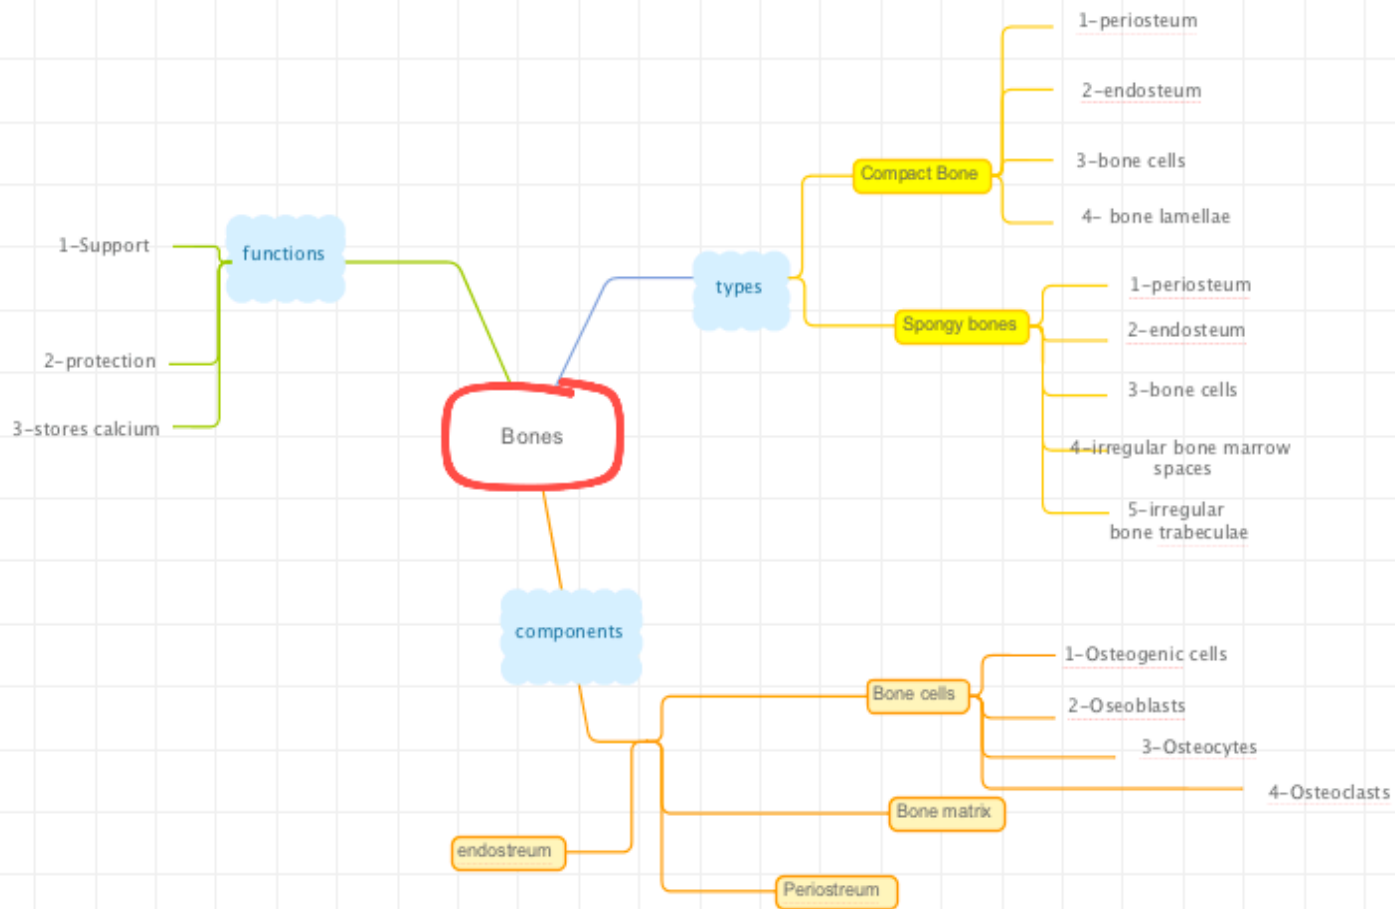 Bones
functions
1-Support
2-protection
3-stores calcium
types
Compact Bone
1-periosteum
2-endosteum
3-bone cells
4- bone lamellae
Spongy bones
1-periosteum
2-endosteum
3-bone cells
4-irregular bone marrow
spaces
5-irregular
bone trabeculae
components
Bone cells
1-Osteogenic cells
2-Oseoblasts
3-Osteocytes
4-Osteoclasts
Bone matrix
endostreum
Periostreum